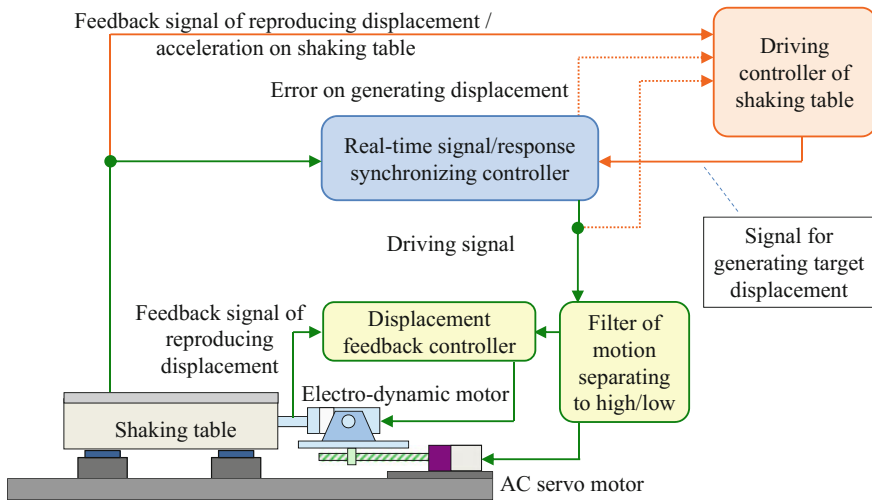 Feedback signal of reproducing displacement /
acceleration on shaking table
Driving
controller of
shaking table
Error on generating displacement
Real-time signal/response
synchronizing controller
Driving signal
Signal for
generating target
displacement
Feedback signal of
reproducing
displacement
Displacement
feedback controller
Filter of
motion
separating
to high/low
Electro-dynamic motor
Shaking table
AC servo motor